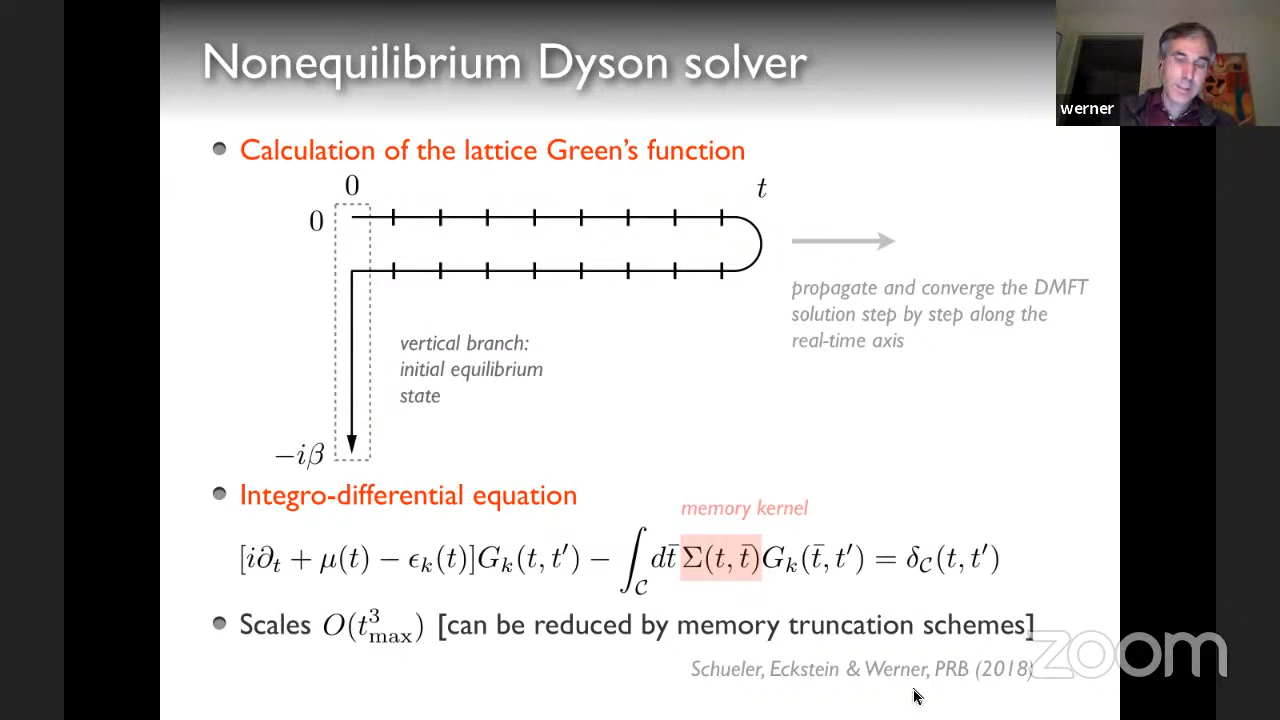 Nonequilibrium Dyson solver
werner
Calculation of the lattice Green's function
0
t
0
propagate and converge the DMFT
solution step by step along the
real-time axis
vertical branch:
initial equilibrium
state
−iβ
Integro-differential equation
memory kernel
[i∂_t + μ(t) − ϵ_k(t)]G_k(t, t′) − ∫_C dt̄ Σ(t, t̄)G_k(t̄, t′) = δ_C(t, t′)
Scales O(t³_max) [can be reduced by memory truncation schemes]
Schueler, Eckstein & Werner, PRB (2018)
zoom